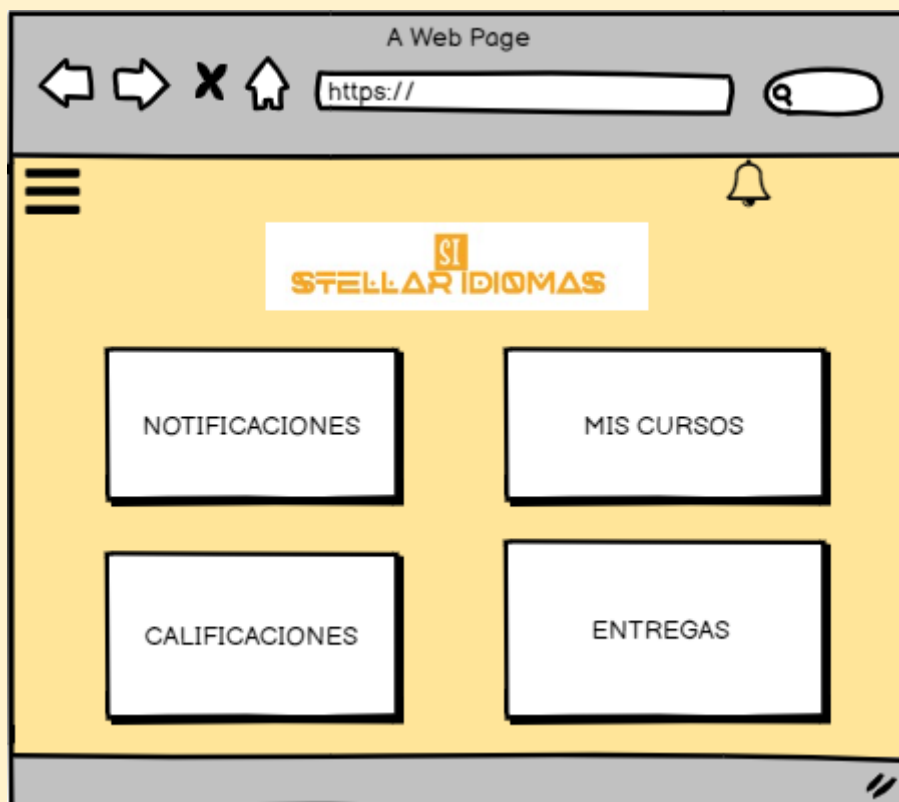 A Web Page
https://
SI
STELLAR IDIOMAS
NOTIFICACIONES
MIS CURSOS
CALIFICACIONES
ENTREGAS